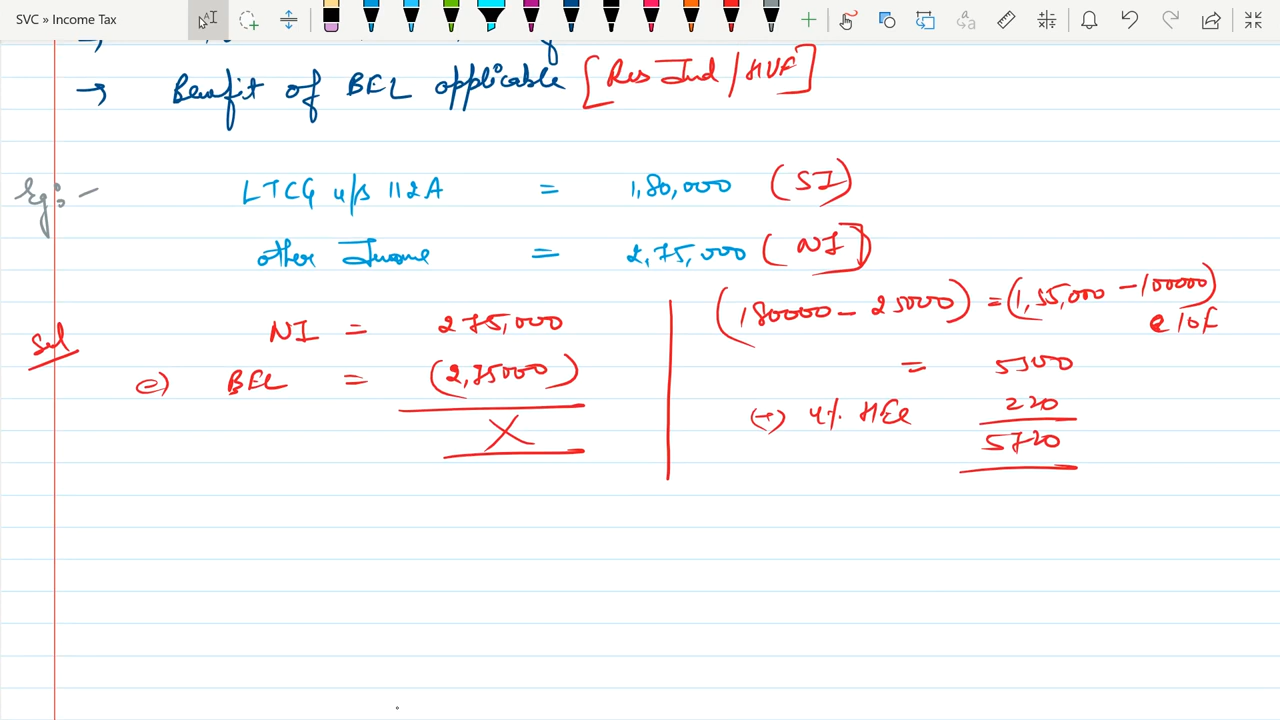 SVC » Income Tax
→ Benefit of BEL applicable [Res Ind / HUF]
Eg:-
LTCG u/s 112A = 1,80,000 (SI)
other Income = 2,75,000 (NI)
Sol
NI = 275,000
(-) BEL = (2,75000)
X
(180000 - 25000) = (1,55,000 - 100000)
@ 10%
= 5500
(+) 4% HEC 220
5720